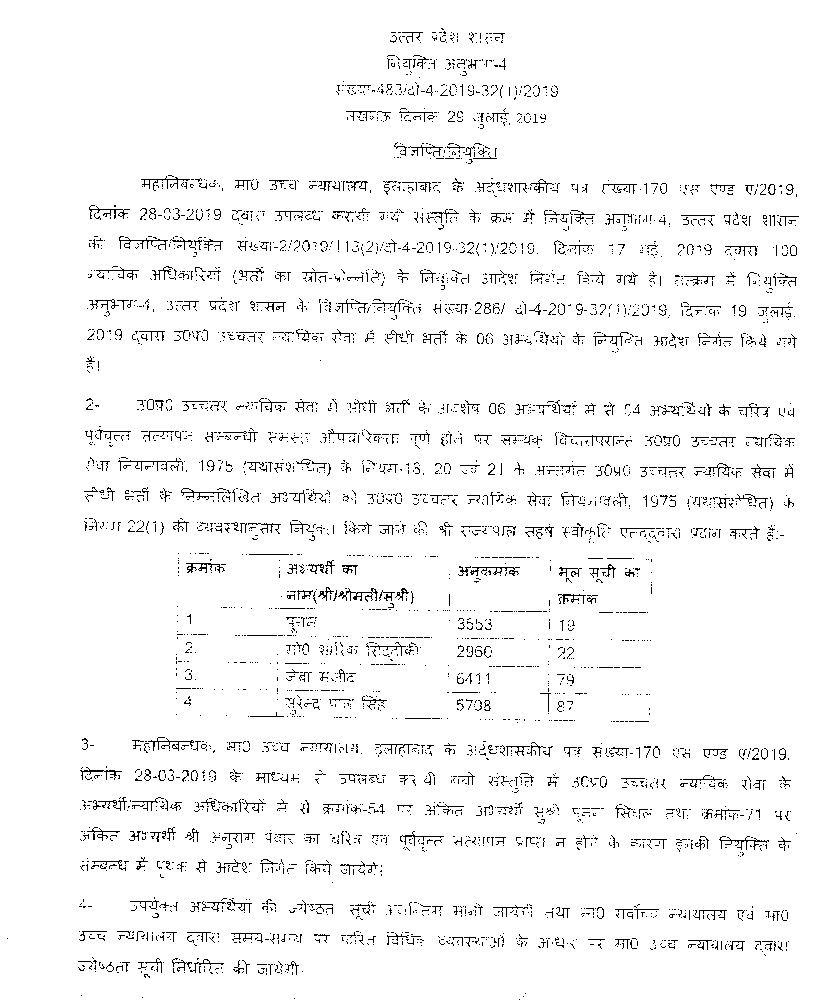 उत्तर प्रदेश शासन
नियुक्ति अनुभाग-4
संख्या-483/दो-4-2019-32(1)/2019
लखनऊ दिनांक 29 जुलाई, 2019
विज्ञप्ति/नियुक्ति
महानिबन्धक, मा0 उच्च न्यायालय, इलाहाबाद के अर्द्धशासकीय पत्र संख्या-170 एस एण्ड ए/2019,
दिनांक 28-03-2019 द्वारा उपलब्ध करायी गयी संस्तुति के क्रम में नियुक्ति अनुभाग-4, उत्तर प्रदेश शासन
की विज्ञप्ति/नियुक्ति संख्या-2/2019/113(2)/दो-4-2019-32(1)/2019, दिनांक 17 मई, 2019 द्वारा 100
न्यायिक अधिकारियों (भर्ती का स्रोत-प्रोन्नति) के नियुक्ति आदेश निर्गत किये गये हैं। तत्क्रम में नियुक्ति
अनुभाग-4, उत्तर प्रदेश शासन के विज्ञप्ति/नियुक्ति संख्या-286/ दो-4-2019-32(1)/2019, दिनांक 19 जुलाई,
2019 द्वारा उ0प्र0 उच्चतर न्यायिक सेवा में सीधी भर्ती के 06 अभ्यर्थियों के नियुक्ति आदेश निर्गत किये गये
हैं।
2- उ0प्र0 उच्चतर न्यायिक सेवा में सीधी भर्ती के अवशेष 06 अभ्यर्थियों में से 04 अभ्यर्थियों के चरित्र एवं
पूर्ववृत्त सत्यापन सम्बन्धी समस्त औपचारिकता पूर्ण होने पर सम्यक् विचारोपरान्त उ0प्र0 उच्चतर न्यायिक
सेवा नियमावली, 1975 (यथासंशोधित) के नियम-18, 20 एवं 21 के अन्तर्गत उ0प्र0 उच्चतर न्यायिक सेवा में
सीधी भर्ती के निम्नलिखित अभ्यर्थियों को उ0प्र0 उच्चतर न्यायिक सेवा नियमावली, 1975 (यथासंशोधित) के
नियम-22(1) की व्यवस्थानुसार नियुक्त किये जाने की श्री राज्यपाल सहर्ष स्वीकृति एतद्द्वारा प्रदान करते हैं:-
क्रमांक अभ्यर्थी का नाम(श्री/श्रीमती/सुश्री) अनुक्रमांक मूल सूची का क्रमांक
1. पूनम 3553 19
2. मो0 शारिक सिद्दीकी 2960 22
3. जेबा मजीद 6411 79
4. सुरेन्द्र पाल सिंह 5708 87
3- महानिबन्धक, मा0 उच्च न्यायालय, इलाहाबाद के अर्द्धशासकीय पत्र संख्या-170 एस एण्ड ए/2019,
दिनांक 28-03-2019 के माध्यम से उपलब्ध करायी गयी संस्तुति में उ0प्र0 उच्चतर न्यायिक सेवा के
अभ्यर्थी/न्यायिक अधिकारियों में से क्रमांक-54 पर अंकित अभ्यर्थी सुश्री पूनम सिंघल तथा क्रमांक-71 पर
अंकित अभ्यर्थी श्री अनुराग पंवार का चरित्र एव पूर्ववृत्त सत्यापन प्राप्त न होने के कारण इनकी नियुक्ति के
सम्बन्ध में पृथक से आदेश निर्गत किये जायेगे।
4- उपर्युक्त अभ्यर्थियों की ज्येष्ठता सूची अनन्तिम मानी जायेगी तथा मा0 सर्वोच्च न्यायालय एवं मा0
उच्च न्यायालय द्वारा समय-समय पर पारित विधिक व्यवस्थाओं के आधार पर मा0 उच्च न्यायालय द्वारा
ज्येष्ठता सूची निर्धारित की जायेगी।